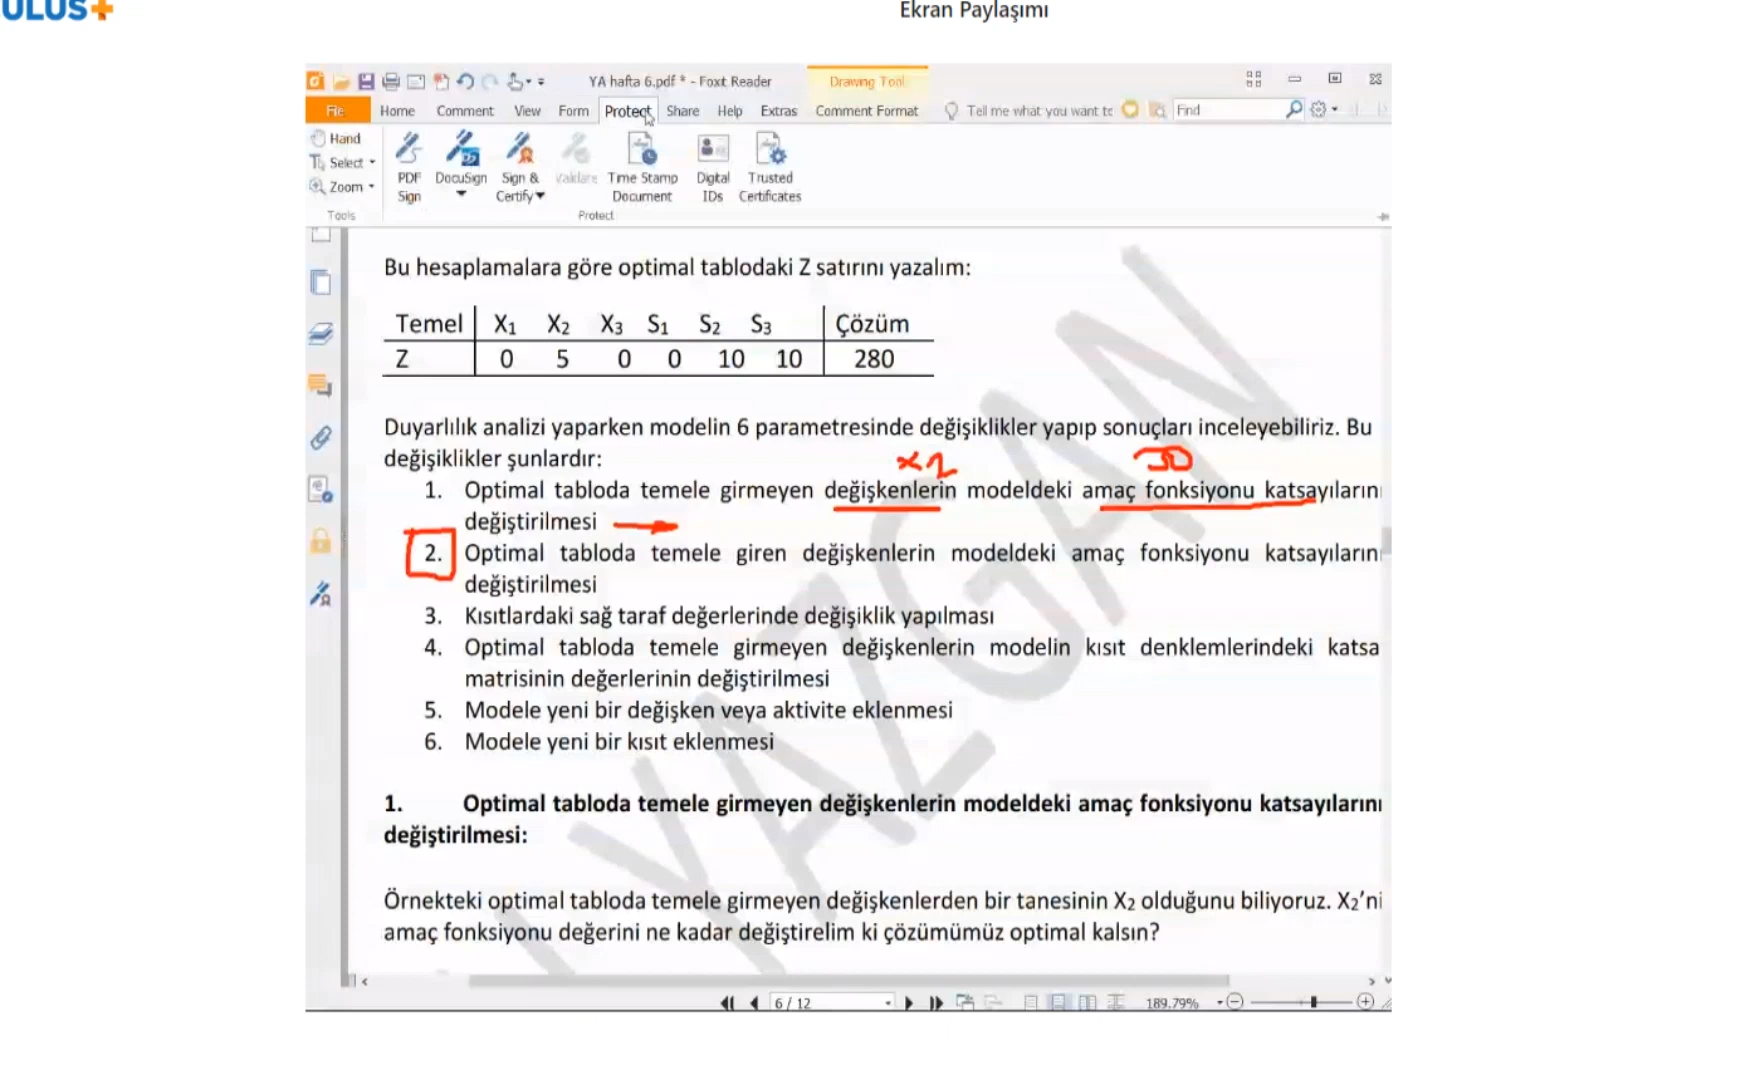 ULUS+
Ekran Paylaşımı
YA hafta 6.pdf * - Foxit Reader
Drawing Tool
File Home Comment View Form Protect Share Help Extras Comment Format Tell me what you want to Find
Hand
Select
Zoom
Tools
PDF Sign
DocuSign
Sign & Certify
Validate
Time Stamp Document
Digital IDs
Trusted Certificates
Protect
Bu hesaplamalara göre optimal tablodaki Z satırını yazalım:
Temel X₁ X₂ X₃ S₁ S₂ S₃ Çözüm
Z 0 5 0 0 10 10 280
Duyarlılık analizi yaparken modelin 6 parametresinde değişiklikler yapıp sonuçları inceleyebiliriz. Bu
değişiklikler şunlardır:
x2 30
1. Optimal tabloda temele girmeyen değişkenlerin modeldeki amaç fonksiyonu katsayılarını
değiştirilmesi
2. Optimal tabloda temele giren değişkenlerin modeldeki amaç fonksiyonu katsayılarını
değiştirilmesi
3. Kısıtlardaki sağ taraf değerlerinde değişiklik yapılması
4. Optimal tabloda temele girmeyen değişkenlerin modelin kısıt denklemlerindeki katsa
matrisinin değerlerinin değiştirilmesi
5. Modele yeni bir değişken veya aktivite eklenmesi
6. Modele yeni bir kısıt eklenmesi
1. Optimal tabloda temele girmeyen değişkenlerin modeldeki amaç fonksiyonu katsayılarını
değiştirilmesi:
Örnekteki optimal tabloda temele girmeyen değişkenlerden bir tanesinin X₂ olduğunu biliyoruz. X₂'ni
amaç fonksiyonu değerini ne kadar değiştirelim ki çözümümüz optimal kalsın?
YAZGAN
6 / 12
189.79%